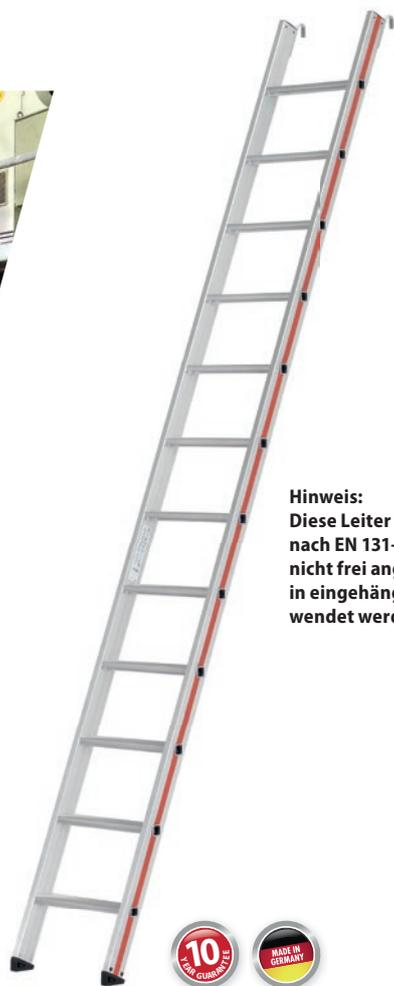 Hinweis:
Diese Leiter
nach EN 131-
nicht frei ang
in eingehäng
wendet werd
10
YEAR GUARANTEE
MADE IN
GERMANY